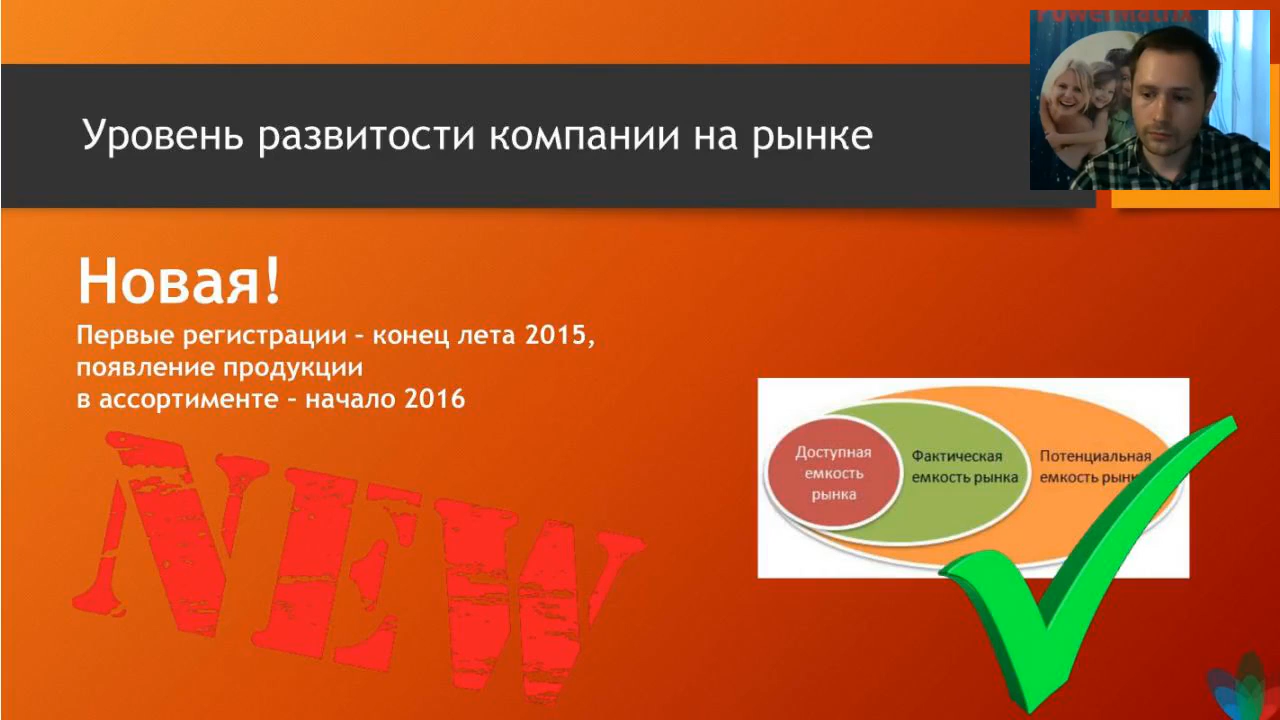 PowerMatrix
Уровень развитости компании на рынке
Новая!
Первые регистрации – конец лета 2015,
появление продукции
в ассортименте – начало 2016
NEW
Доступная
емкость
рынка
Фактическая
емкость рынка
Потенциальная
емкость рынк